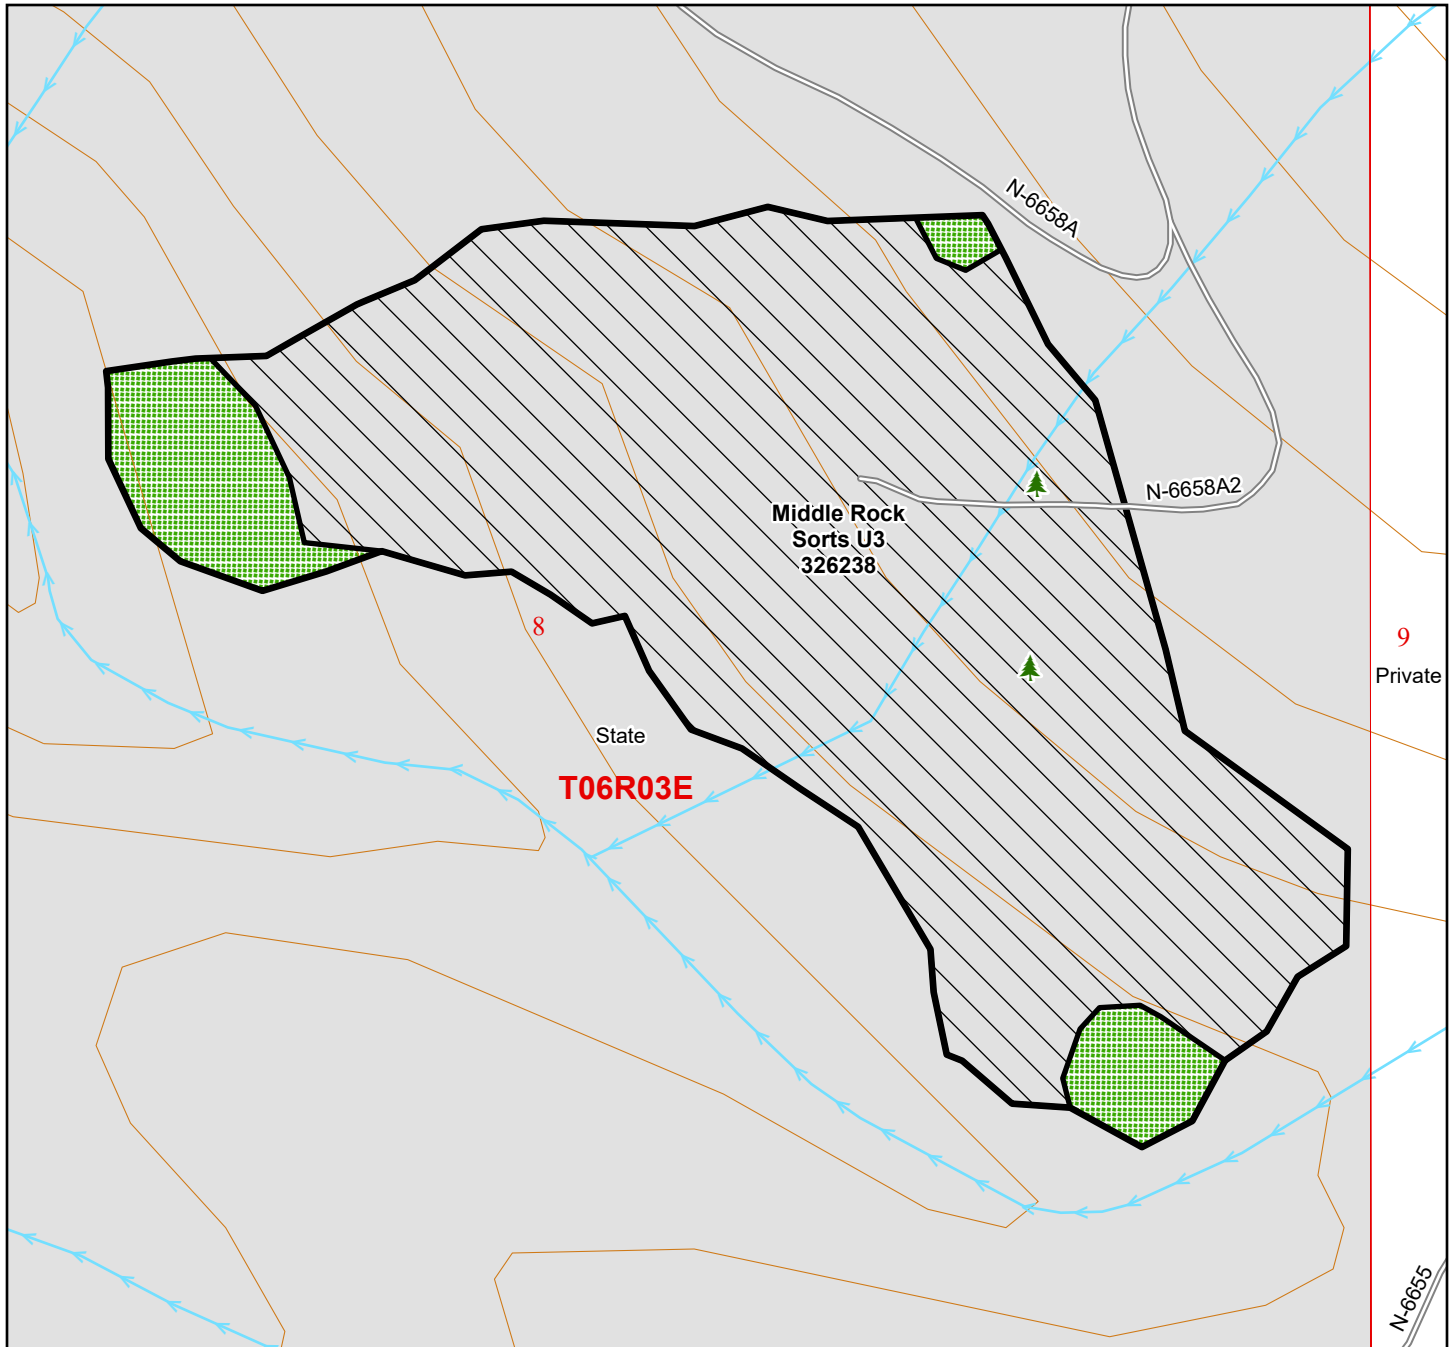 N-6658A
N-6658A2
Middle Rock
Sorts U3
326238
8
9
Private
State
T06R03E
N-6655